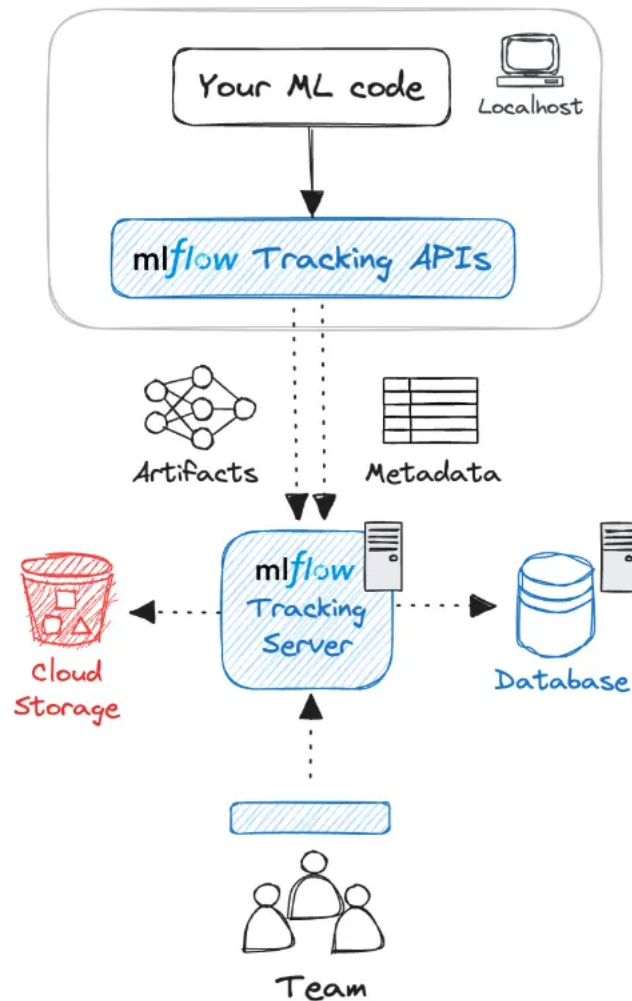 Your ML code
Localhost
mlflow Tracking APIs
Artifacts
Metadata
mlflow
Tracking
Server
Cloud
Storage
Database
Team